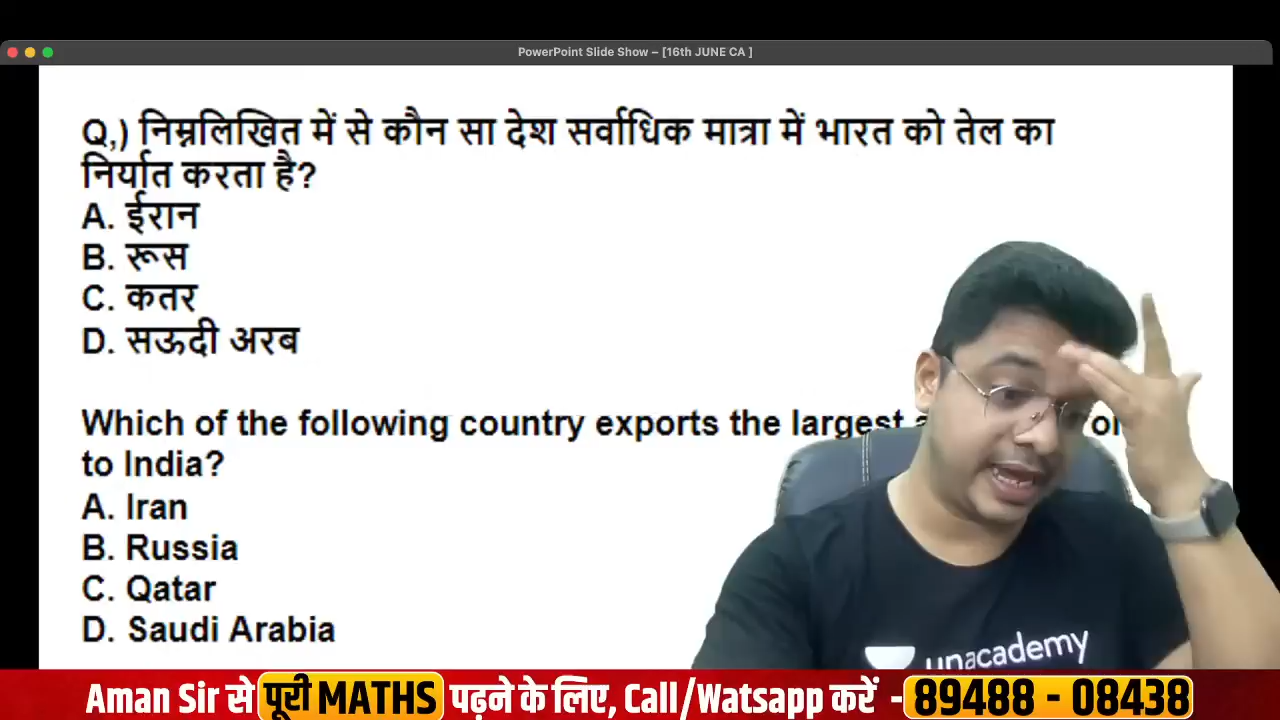 PowerPoint Slide Show – [16th JUNE CA ]
Q,) निम्नलिखित में से कौन सा देश सर्वाधिक मात्रा में भारत को तेल का
निर्यात करता है?
A. ईरान
B. रूस
C. कतर
D. सऊदी अरब
Which of the following country exports the largest
to India?
A. Iran
B. Russia
C. Qatar
D. Saudi Arabia
unacademy
Aman Sir से पूरी MATHS पढ़ने के लिए, Call/Watsapp करें - 89488 - 08438